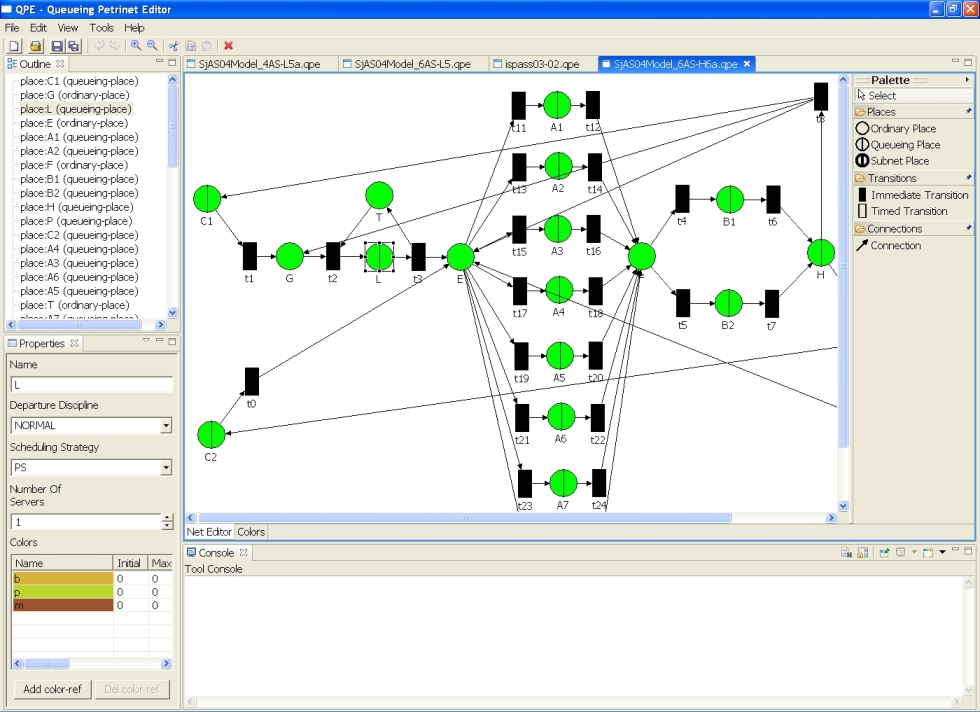 QPE - Queueing Petrinet Editor
File Edit View Tools Help
Outline
place:C1 (queueing-place)
place:G (ordinary-place)
place:L (queueing-place)
place:E (ordinary-place)
place:A1 (queueing-place)
place:A2 (queueing-place)
place:F (ordinary-place)
place:B1 (queueing-place)
place:B2 (queueing-place)
place:H (queueing-place)
place:P (queueing-place)
place:C2 (queueing-place)
place:A4 (queueing-place)
place:A3 (queueing-place)
place:A6 (queueing-place)
place:A5 (queueing-place)
place:T (ordinary-place)
place:A7 (queueing-place)
Properties
Name
L
Departure Discipline
NORMAL
Scheduling Strategy
PS
Number Of
Servers
1
Colors
Name Initial Max
b 0 0
p 0 0
m 0 0
Add color-ref Del color-ref
SjAS04Model_4AS-L5a.qpe SjAS04Model_6AS-L5.qpe ispass03-02.qpe SjAS04Model_6AS-H6a.qpe
t11 A1 t12
t8
t13 A2 t14
C1 T t4 B1 t6
t15 A3 t16
t1 G t2 L t3 E H
t17 A4 t18
t5 B2 t7
t19 A5 t20
t0
t21 A6 t22
C2
t23 A7 t24
Net Editor Colors
Palette
Select
Places
Ordinary Place
Queueing Place
Subnet Place
Transitions
Immediate Transition
Timed Transition
Connections
Connection
Console
Tool Console